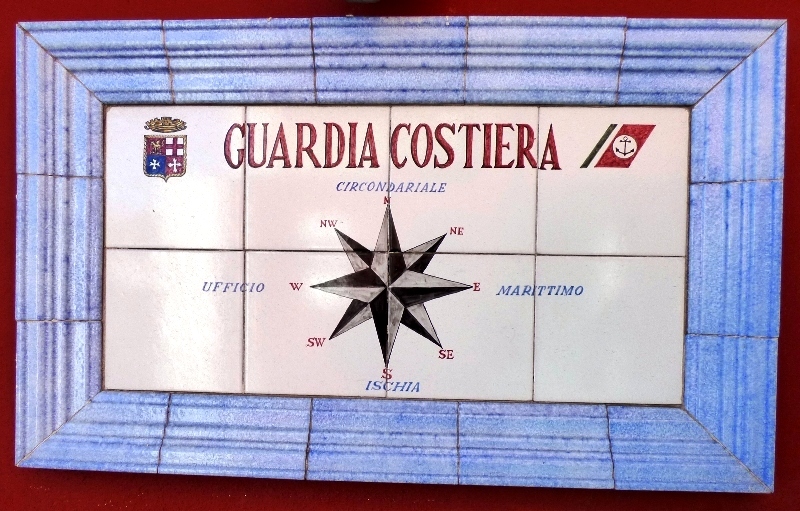 GUARDIA COSTIERA
CIRCONDARIALE
N
NW NE
UFFICIO W E MARITTIMO
SW SE
S
ISCHIA